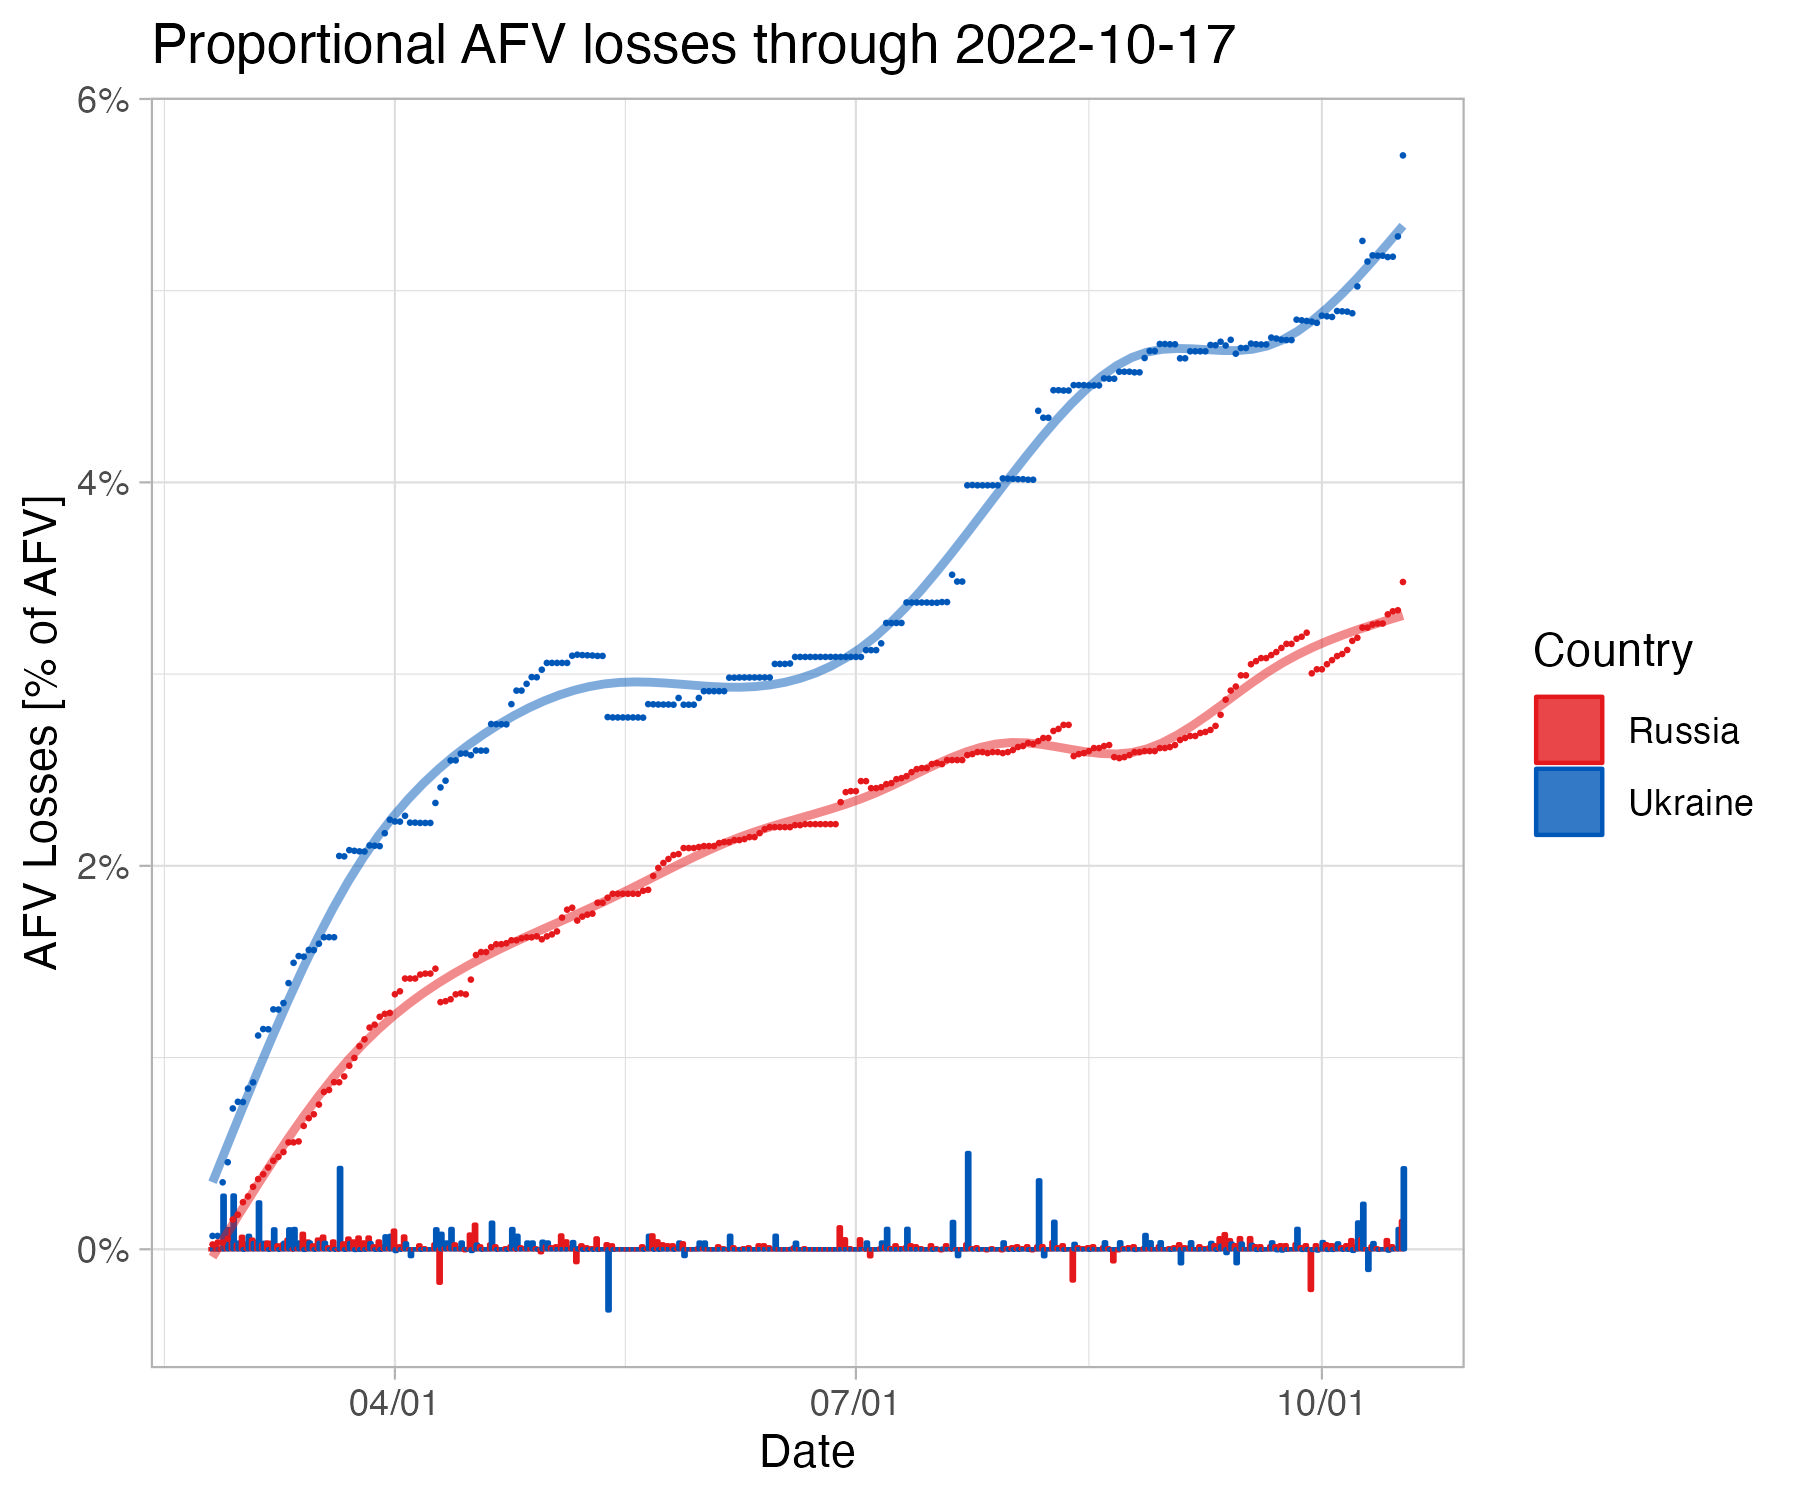 Proportional AFV losses through 2022-10-17
AFV Losses [% of AFV]
6%
4%
2%
0%
04/01
07/01
10/01
Date
Country
Russia
Ukraine